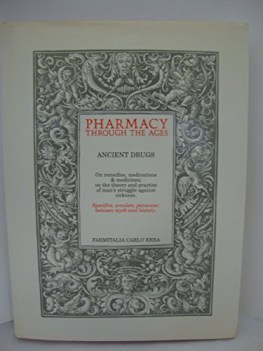 PHARMACY
THROUGH THE AGES
ANCIENT DRUGS
On remedies, medications
& medicines;
on the theory and practice
of man's struggle against
sickness.
Specifics, amulets, panaceas:
between myth and history.
FARMITALIA CARLO ERBA